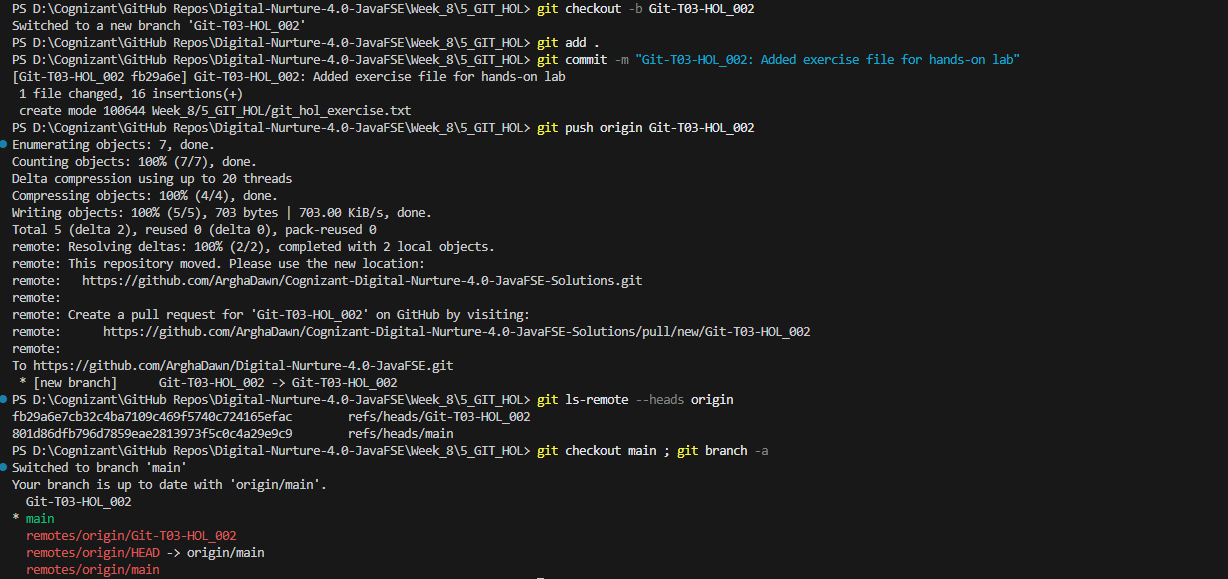 PS D:\Cognizant\GitHub Repos\Digital-Nurture-4.0-JavaFSE\Week_8\5_GIT_HOL> git checkout -b Git-T03-HOL_002
Switched to a new branch 'Git-T03-HOL_002'
PS D:\Cognizant\GitHub Repos\Digital-Nurture-4.0-JavaFSE\Week_8\5_GIT_HOL> git add .
PS D:\Cognizant\GitHub Repos\Digital-Nurture-4.0-JavaFSE\Week_8\5_GIT_HOL> git commit -m "Git-T03-HOL_002: Added exercise file for hands-on lab"
[Git-T03-HOL_002 fb29a6e] Git-T03-HOL_002: Added exercise file for hands-on lab
 1 file changed, 16 insertions(+)
 create mode 100644 Week_8/5_GIT_HOL/git_hol_exercise.txt
PS D:\Cognizant\GitHub Repos\Digital-Nurture-4.0-JavaFSE\Week_8\5_GIT_HOL> git push origin Git-T03-HOL_002
Enumerating objects: 7, done.
Counting objects: 100% (7/7), done.
Delta compression using up to 20 threads
Compressing objects: 100% (4/4), done.
Writing objects: 100% (5/5), 703 bytes | 703.00 KiB/s, done.
Total 5 (delta 2), reused 0 (delta 0), pack-reused 0
remote: Resolving deltas: 100% (2/2), completed with 2 local objects.
remote: This repository moved. Please use the new location:
remote:   https://github.com/ArghaDawn/Cognizant-Digital-Nurture-4.0-JavaFSE-Solutions.git
remote:
remote: Create a pull request for 'Git-T03-HOL_002' on GitHub by visiting:
remote:      https://github.com/ArghaDawn/Cognizant-Digital-Nurture-4.0-JavaFSE-Solutions/pull/new/Git-T03-HOL_002
remote:
To https://github.com/ArghaDawn/Digital-Nurture-4.0-JavaFSE.git
 * [new branch]      Git-T03-HOL_002 -> Git-T03-HOL_002
PS D:\Cognizant\GitHub Repos\Digital-Nurture-4.0-JavaFSE\Week_8\5_GIT_HOL> git ls-remote --heads origin
fb29a6e7cb32c4ba7109c469f5740c724165efac        refs/heads/Git-T03-HOL_002
801d86dfb796d7859eae2813973f5c0c4a29e9c9        refs/heads/main
PS D:\Cognizant\GitHub Repos\Digital-Nurture-4.0-JavaFSE\Week_8\5_GIT_HOL> git checkout main ; git branch -a
Switched to branch 'main'
Your branch is up to date with 'origin/main'.
  Git-T03-HOL_002
* main
  remotes/origin/Git-T03-HOL_002
  remotes/origin/HEAD -> origin/main
  remotes/origin/main